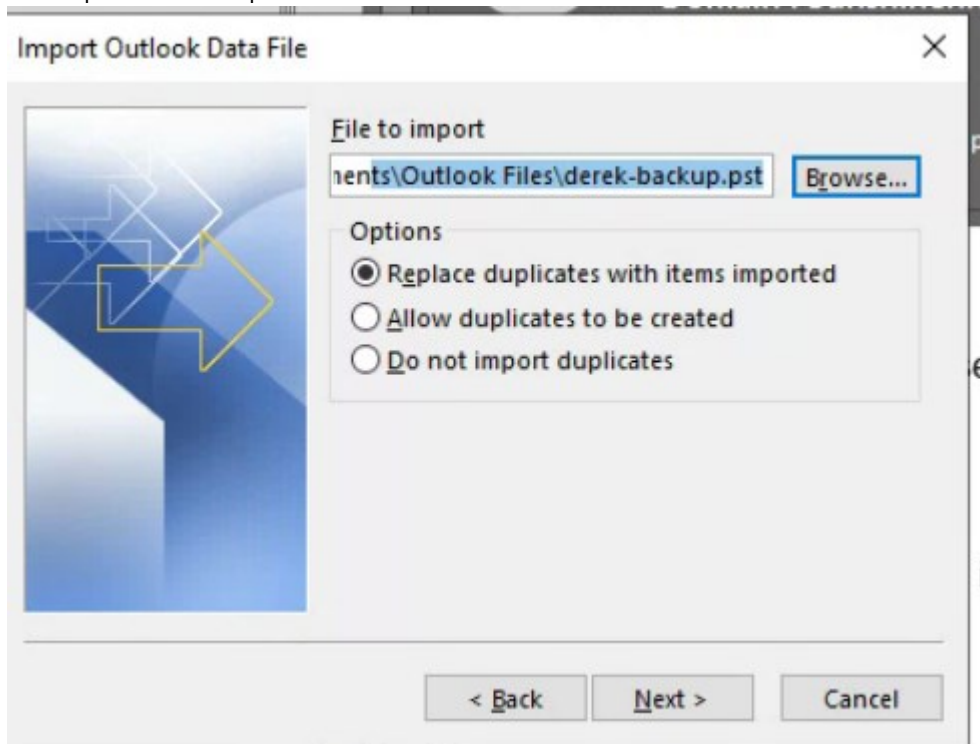 Import Outlook Data File
File to import
nents\Outlook Files\derek-backup.pst
Browse...
Options
Replace duplicates with items imported
Allow duplicates to be created
Do not import duplicates
< Back
Next >
Cancel